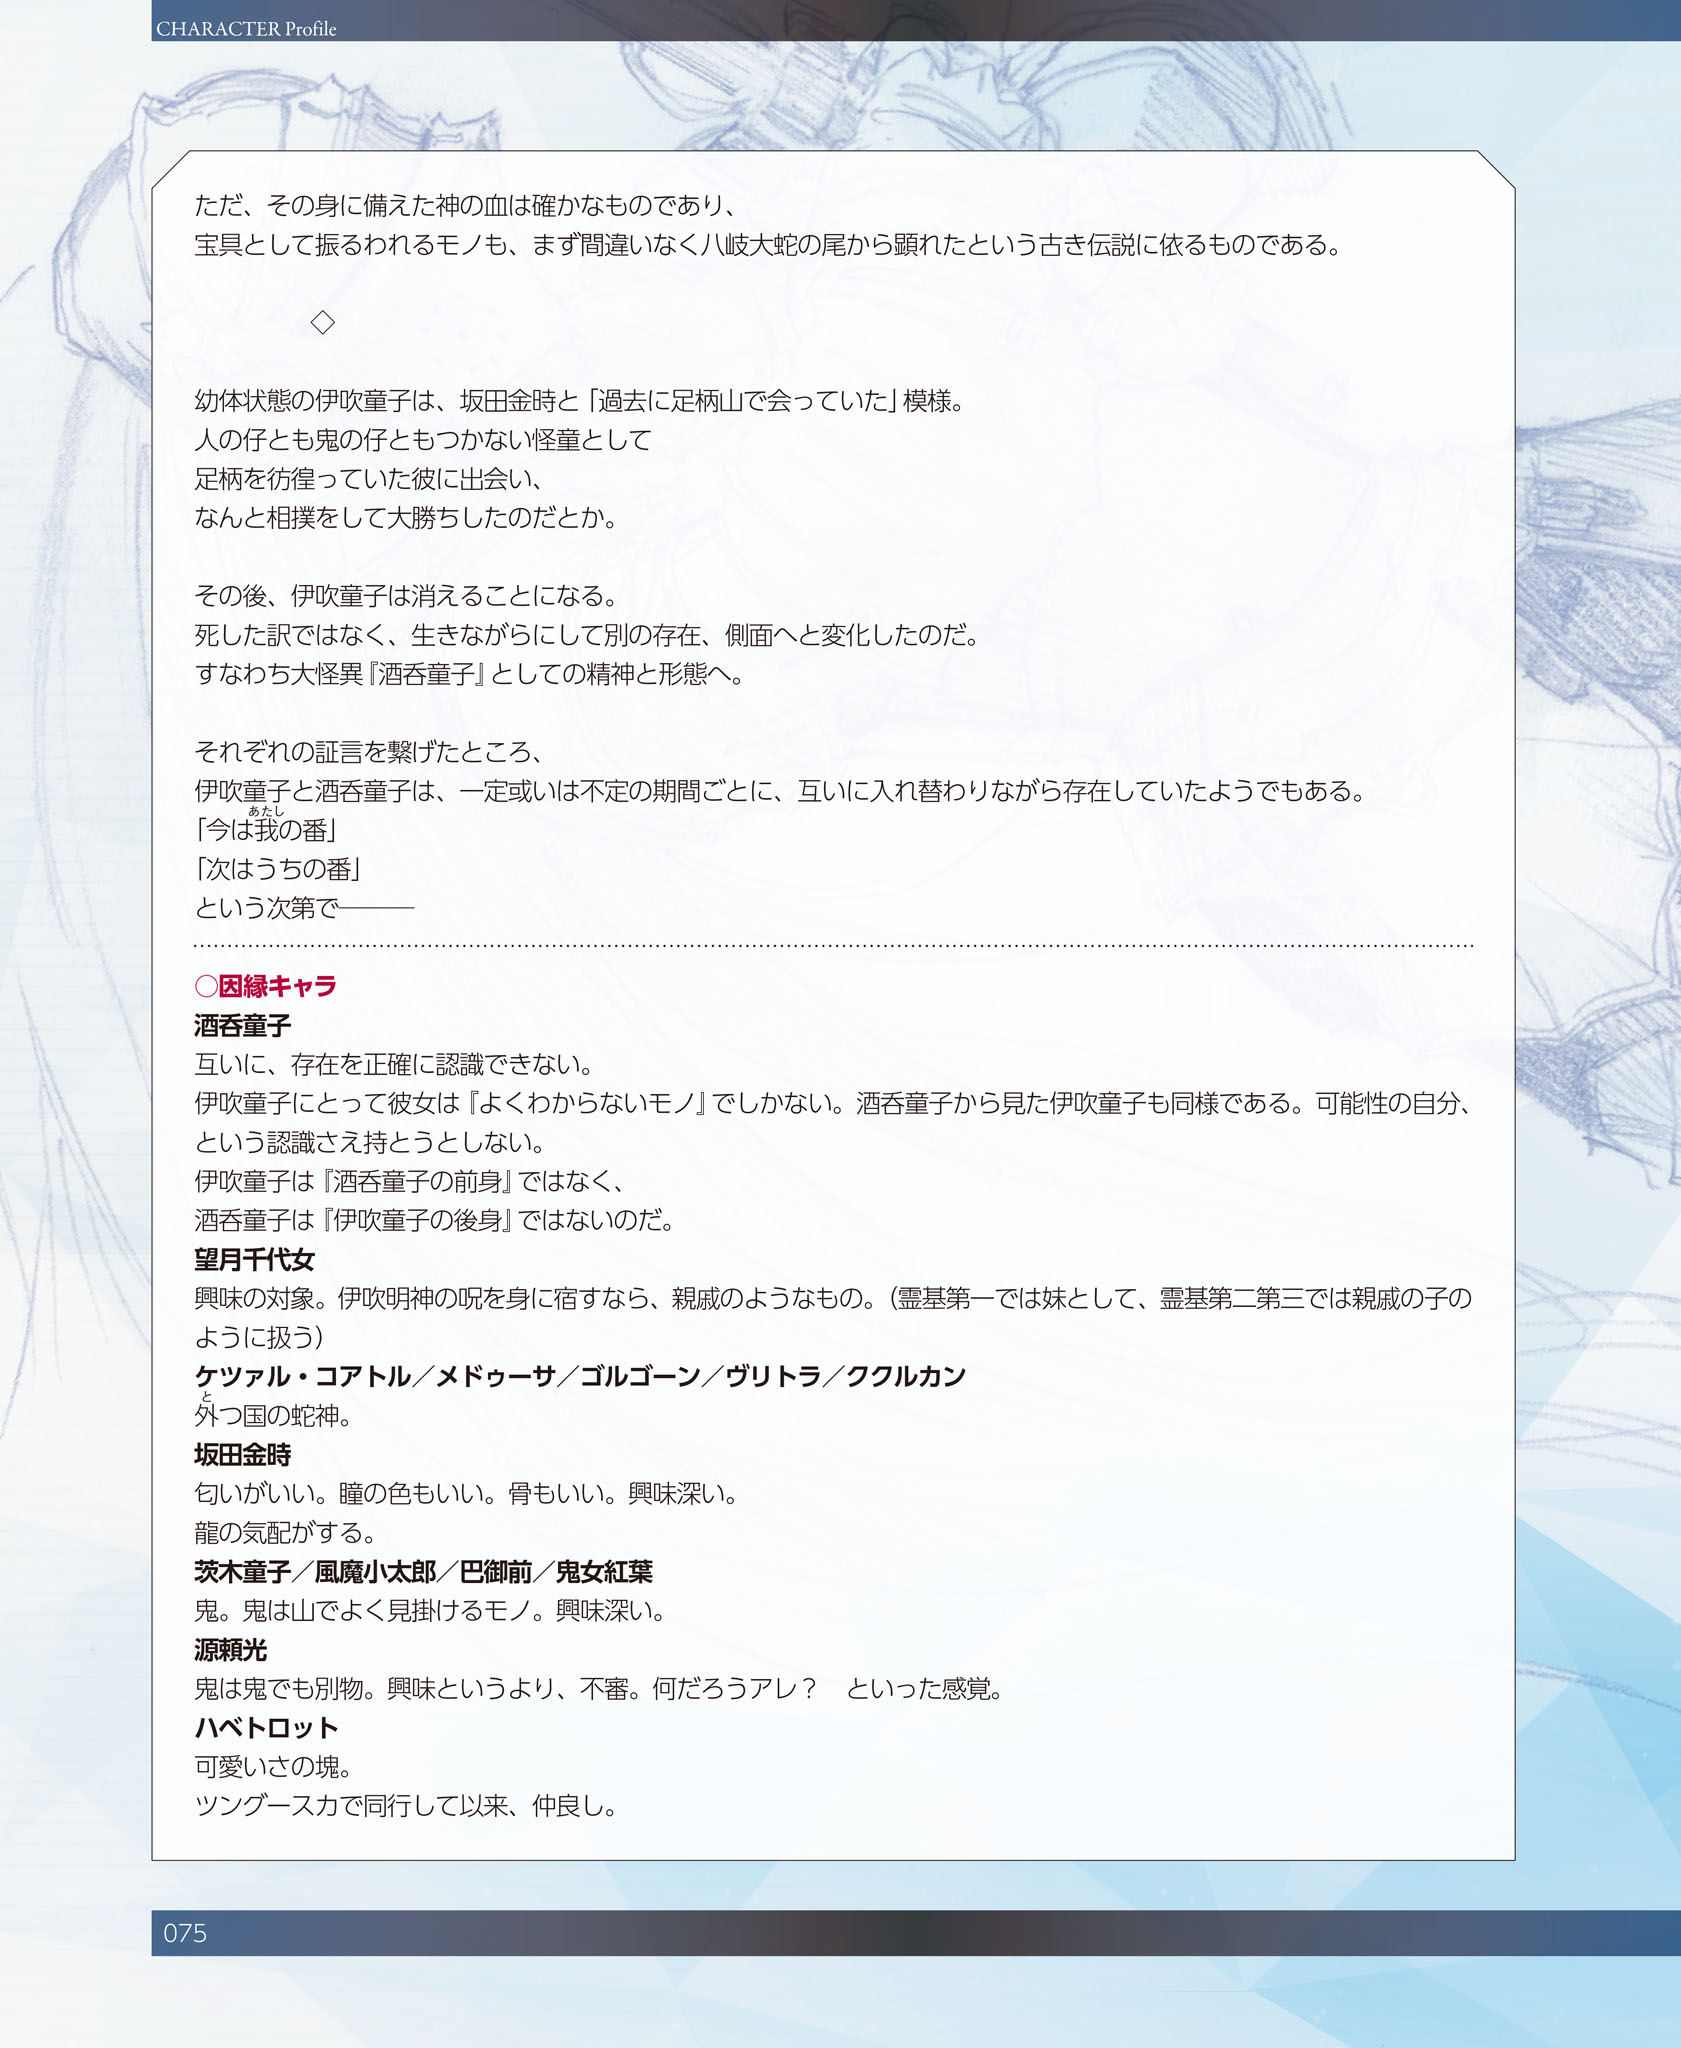 CHARACTER Profile
ただ、その身に備えた神の血は確かなものであり、
宝具として振るわれるモノも、まず間違いなく八岐大蛇の尾から顕れたという古き伝説に依るものである。
◇
幼体状態の伊吹童子は、坂田金時と「過去に足柄山で会っていた」模様。
人の仔とも鬼の仔ともつかない怪童として
足柄を彷徨っていた彼に出会い、
なんと相撲をして大勝ちしたのだとか。
その後、伊吹童子は消えることになる。
死した訳ではなく、生きながらにして別の存在、側面へと変化したのだ。
すなわち大怪異『酒呑童子』としての精神と形態へ。
それぞれの証言を繋げたところ、
伊吹童子と酒呑童子は、一定或いは不定の期間ごとに、互いに入れ替わりながら存在していたようでもある。
あたし
「今は我の番」
「次はうちの番」
という次第で―――
○因縁キャラ
酒呑童子
互いに、存在を正確に認識できない。
伊吹童子にとって彼女は『よくわからないモノ』でしかない。酒呑童子から見た伊吹童子も同様である。可能性の自分、
という認識さえ持とうとしない。
伊吹童子は『酒呑童子の前身』ではなく、
酒呑童子は『伊吹童子の後身』ではないのだ。
望月千代女
興味の対象。伊吹明神の呪を身に宿すなら、親戚のようなもの。（霊基第一では妹として、霊基第二第三では親戚の子の
ように扱う）
ケツァル・コアトル／メドゥーサ／ゴルゴーン／ヴリトラ／ククルカン
と
外つ国の蛇神。
坂田金時
匂いがいい。瞳の色もいい。骨もいい。興味深い。
龍の気配がする。
茨木童子／風魔小太郎／巴御前／鬼女紅葉
鬼。鬼は山でよく見掛けるモノ。興味深い。
源頼光
鬼は鬼でも別物。興味というより、不審。何だろうアレ？　といった感覚。
ハベトロット
可愛いさの塊。
ツングースカで同行して以来、仲良し。
075